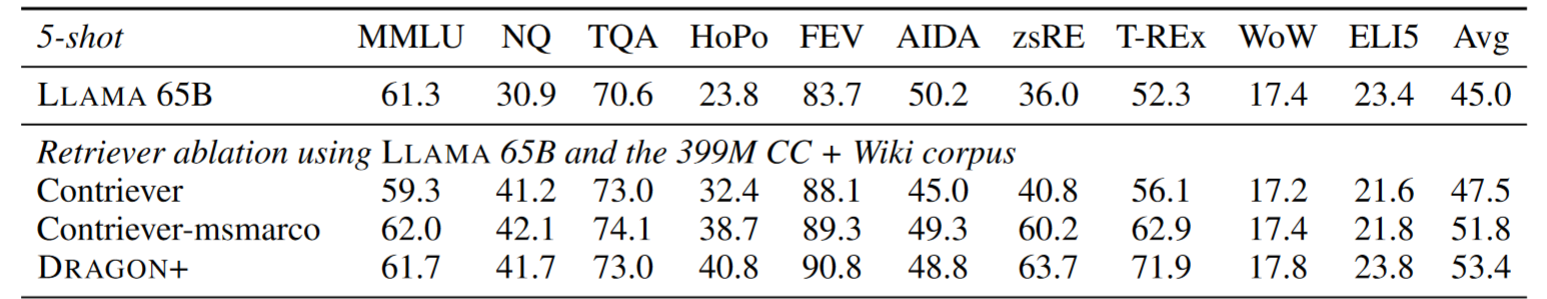 5-shot MMLU NQ TQA HoPo FEV AIDA zsRE T-REx WoW ELI5 Avg
LLAMA 65B 61.3 30.9 70.6 23.8 83.7 50.2 36.0 52.3 17.4 23.4 45.0
Retriever ablation using LLAMA 65B and the 399M CC + Wiki corpus
Contriever 59.3 41.2 73.0 32.4 88.1 45.0 40.8 56.1 17.2 21.6 47.5
Contriever-msmarco 62.0 42.1 74.1 38.7 89.3 49.3 60.2 62.9 17.4 21.8 51.8
DRAGON+ 61.7 41.7 73.0 40.8 90.8 48.8 63.7 71.9 17.8 23.8 53.4